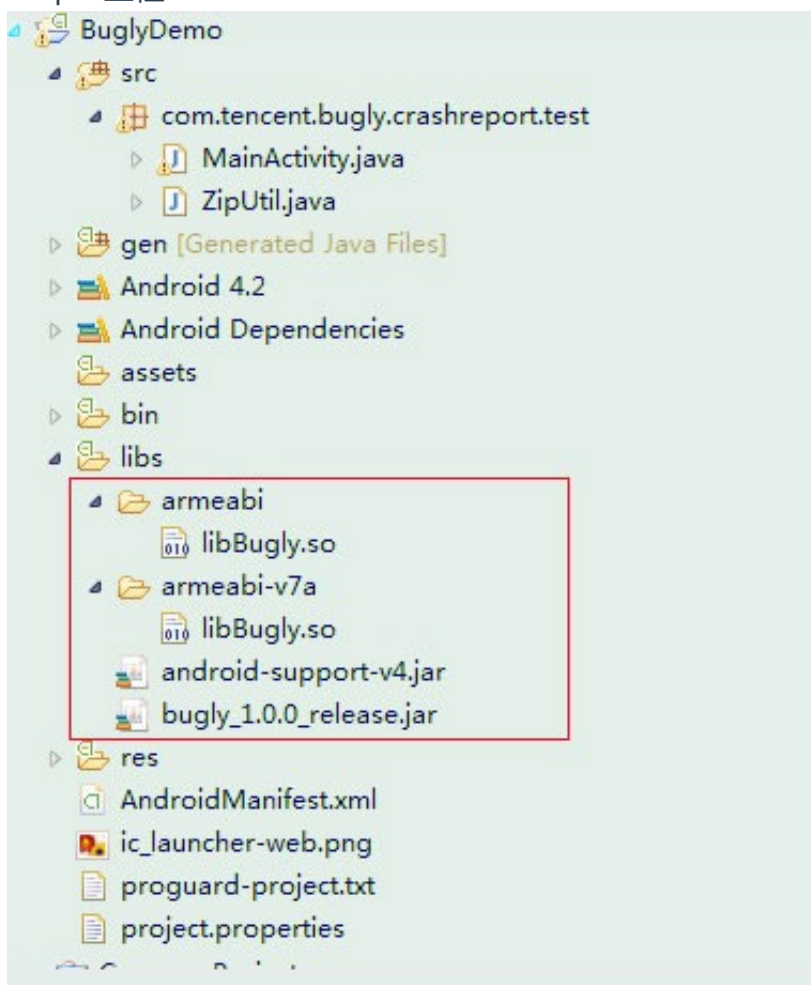 BuglyDemo
src
com.tencent.bugly.crashreport.test
MainActivity.java
ZipUtil.java
gen [Generated Java Files]
Android 4.2
Android Dependencies
assets
bin
libs
armeabi
libBugly.so
armeabi-v7a
libBugly.so
android-support-v4.jar
bugly_1.0.0_release.jar
res
AndroidManifest.xml
ic_launcher-web.png
proguard-project.txt
project.properties